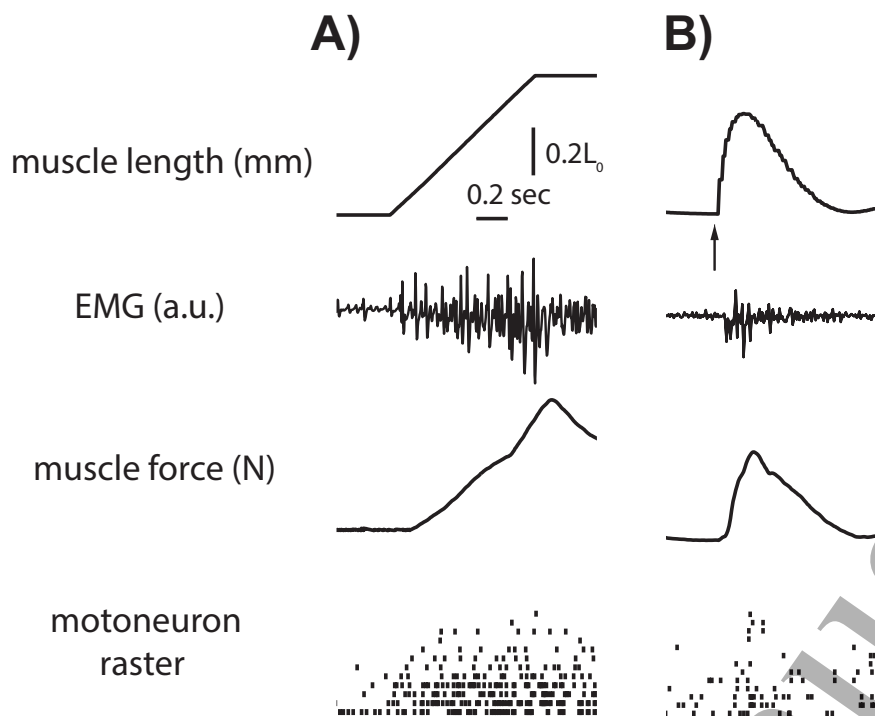 A)
B)
muscle length (mm)
0.2L₀
0.2 sec
EMG (a.u.)
muscle force (N)
motoneuron
raster